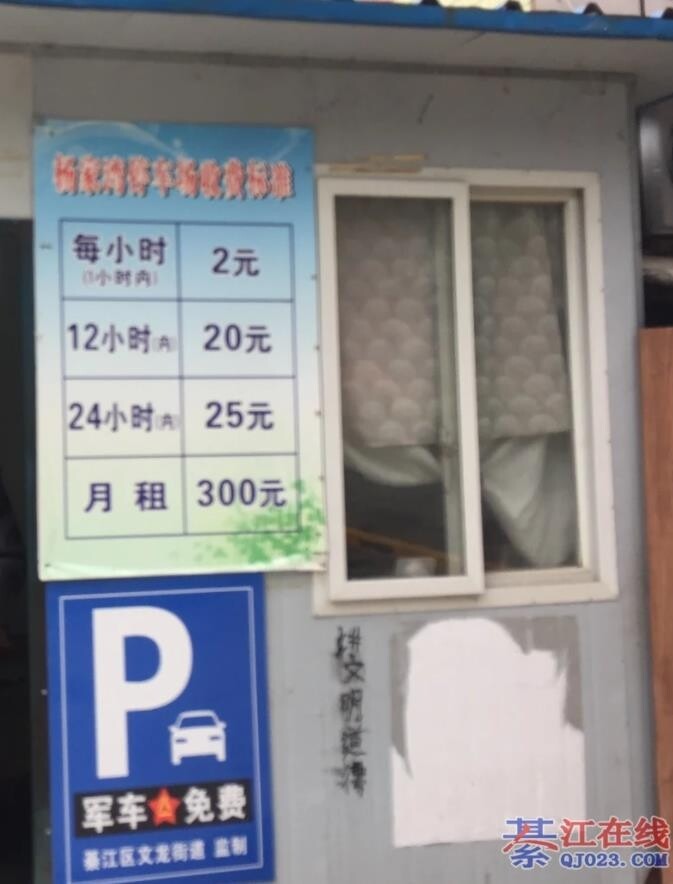 杨家湾停车场收费标准
每小时 2元
(1小时内)
12小时(内) 20元
24小时(内) 25元
月租 300元
P
军车免费
綦江区文龙街道 监制
讲文明道德
綦江在线
QJ023.COM